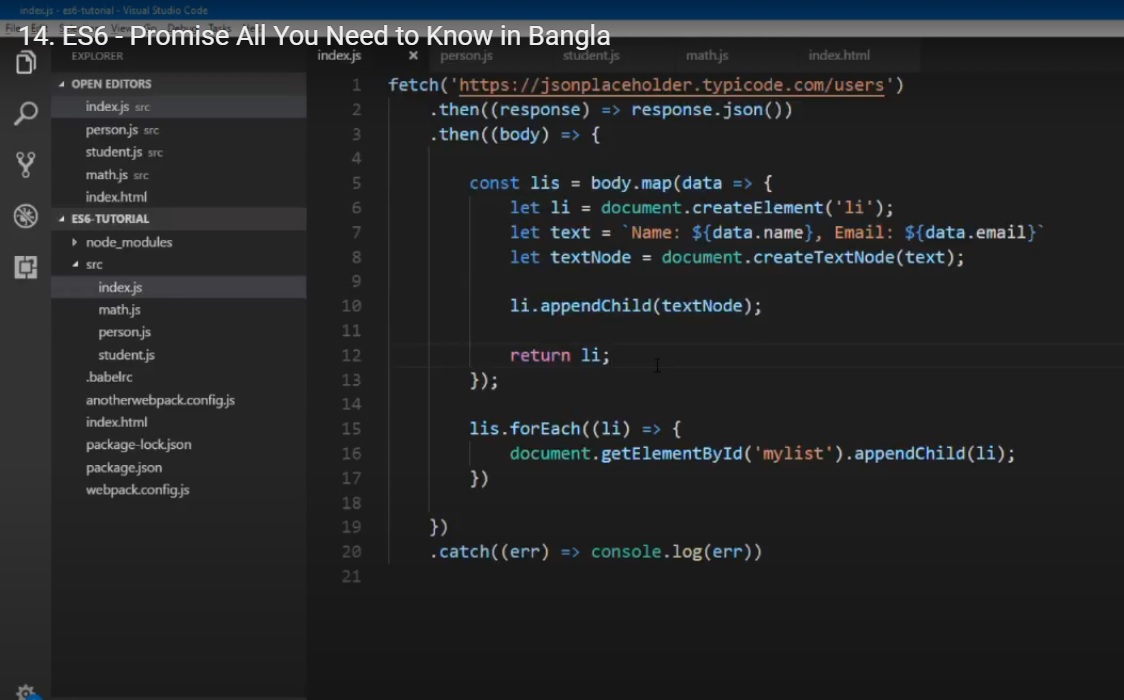 index.js - es6-tutorial - Visual Studio Code
14. ES6 - Promise All You Need to Know in Bangla
EXPLORER
OPEN EDITORS
index.js src
person.js src
student.js src
math.js src
index.html
ES6-TUTORIAL
node_modules
src
index.js
math.js
person.js
student.js
.babelrc
anotherwebpack.config.js
index.html
package-lock.json
package.json
webpack.config.js
index.js × person.js student.js math.js index.html
1 fetch('https://jsonplaceholder.typicode.com/users')
2 .then((response) => response.json())
3 .then((body) => {
4
5 const lis = body.map(data => {
6 let li = document.createElement('li');
7 let text = `Name: ${data.name}, Email: ${data.email}`
8 let textNode = document.createTextNode(text);
9
10 li.appendChild(textNode);
11
12 return li;
13 });
14
15 lis.forEach((li) => {
16 document.getElementById('mylist').appendChild(li);
17 })
18
19 })
20 .catch((err) => console.log(err))
21